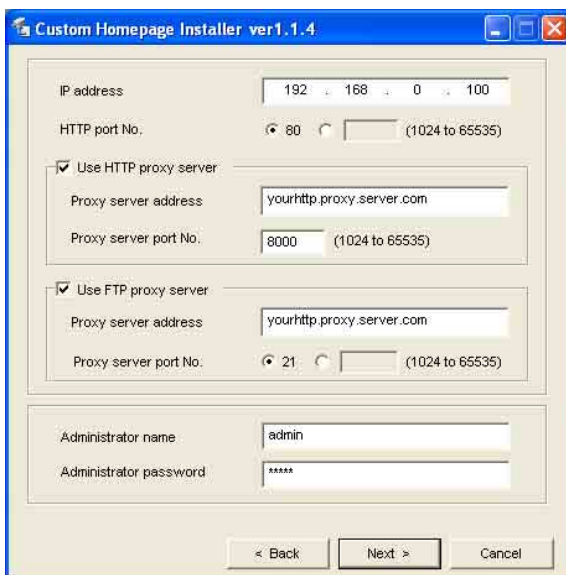 Custom Homepage Installer ver1.1.4
IP address 192 . 168 . 0 . 100
HTTP port No. 80 (1024 to 65535)
Use HTTP proxy server
Proxy server address yourhttp.proxy.server.com
Proxy server port No. 8000 (1024 to 65535)
Use FTP proxy server
Proxy server address yourhttp.proxy.server.com
Proxy server port No. 21 (1024 to 65535)
Administrator name admin
Administrator password *****
< Back Next > Cancel